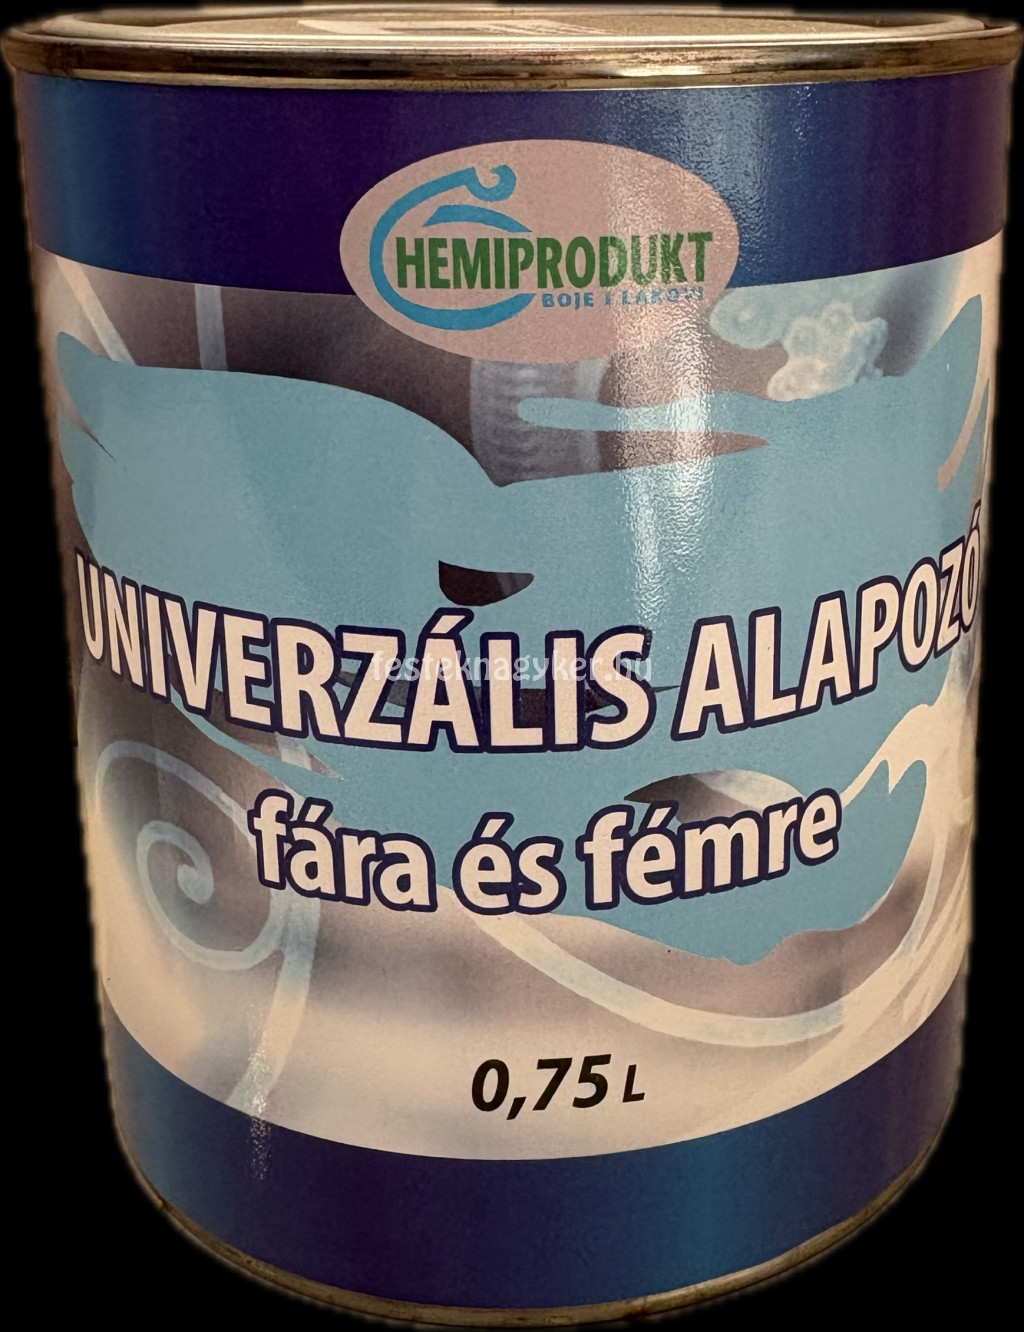 HEMIPRODUKT
BOJE I LAKOVI
UNIVERZÁLIS ALAPOZÓ
festeknagyker.hu
fára és fémre
0,75 L